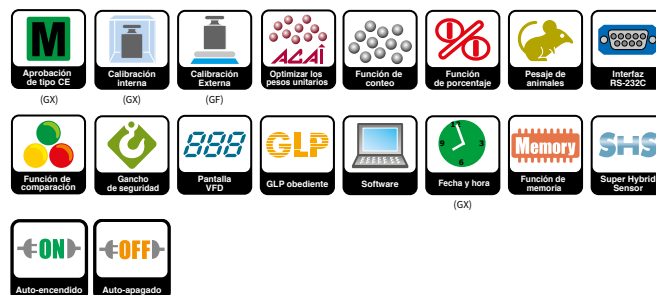 M
ACAI
Aprobación
de tipo CE
Calibración
interna
Calibración
Externa
Optimizar los
pesos unitarios
Función de
conteo
Función
de porcentaje
Pesaje de
animales
Interfaz
RS-232C
(GX)
(GX)
(GF)
888
GLP
12
9
3
6
Memory
SHS
Función de
comparación
Gancho
de seguridad
Pantalla
VFD
GLP obediente
Software
Fecha y hora
Función de
memoria
Super Hybrid
Sensor
(GX)
ON
OFF
Auto-encendido
Auto-apagado